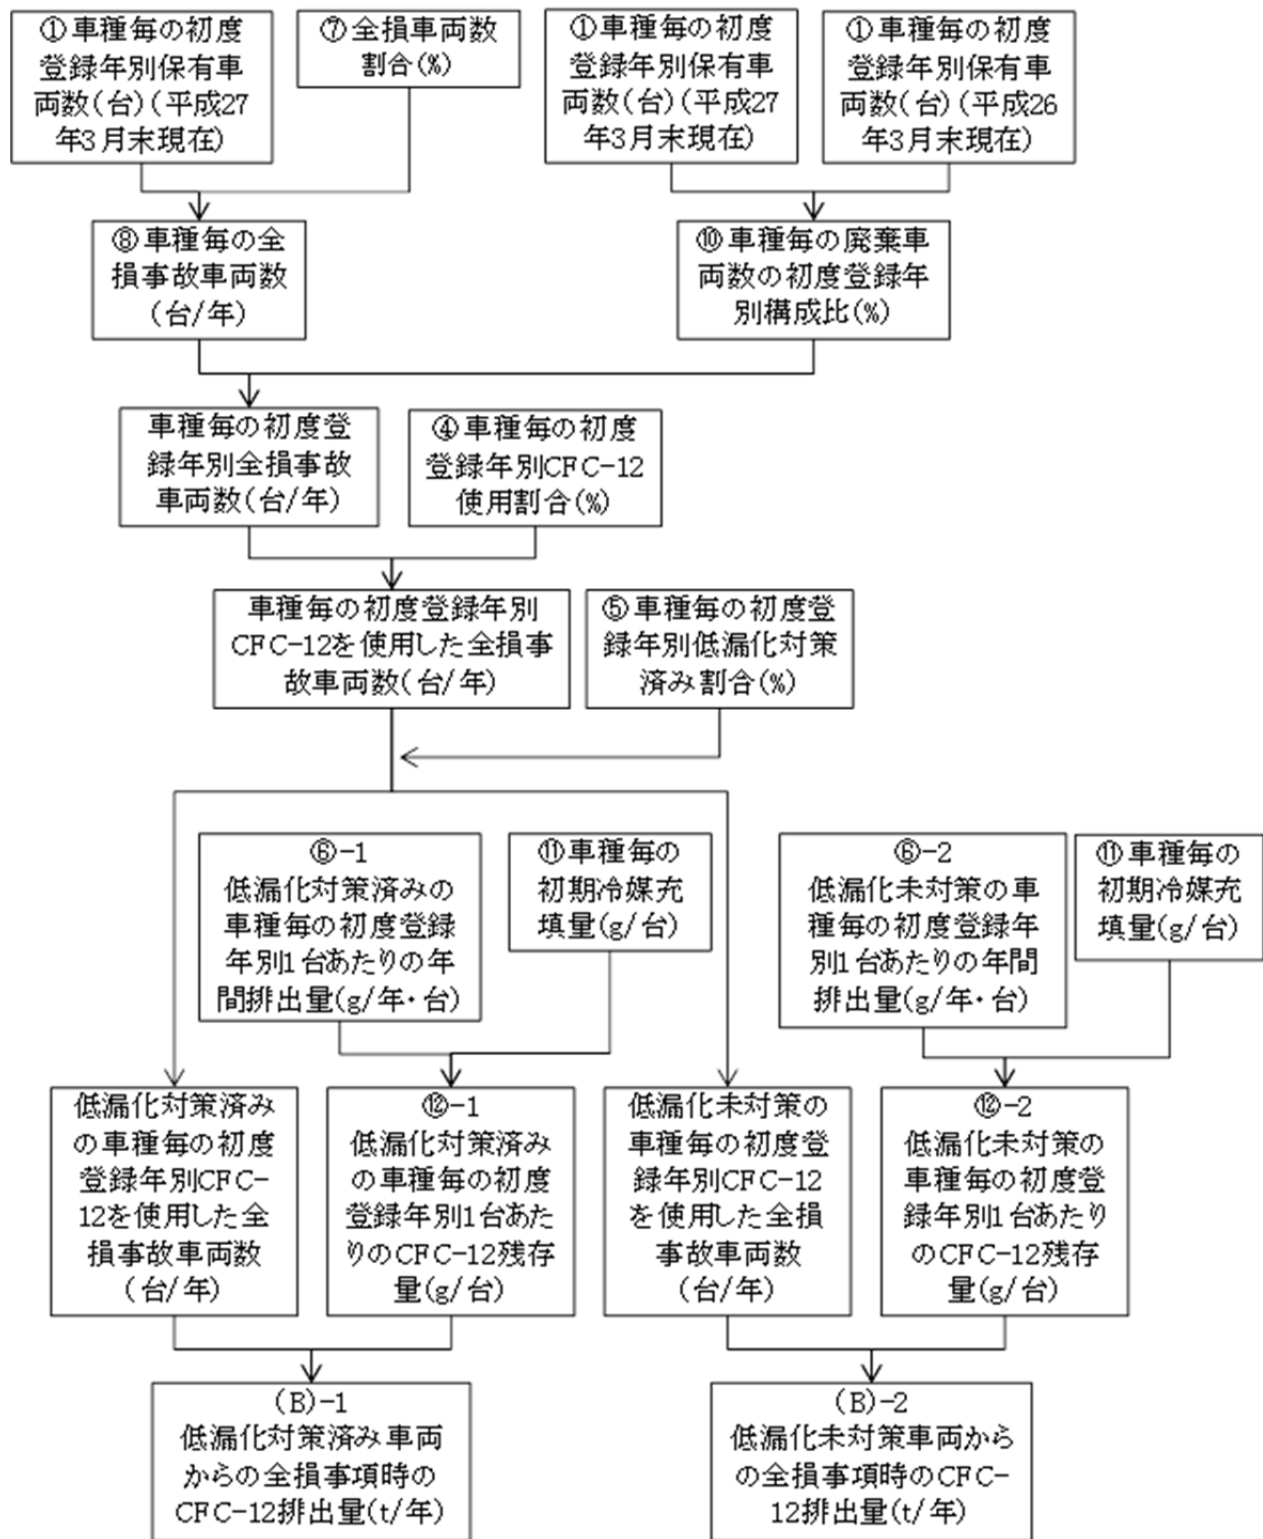 ①車種毎の初度
登録年別保有車
両数(台)(平成27
年3月末現在)
⑦全損車両数
割合(%)
①車種毎の初度
登録年別保有車
両数(台)(平成27
年3月末現在)
①車種毎の初度
登録年別保有車
両数(台)(平成26
年3月末現在)
⑧車種毎の全
損事故車両数
(台/年)
⑩車種毎の廃棄車
両数の初度登録年
別構成比(%)
車種毎の初度登
録年別全損事故
車両数(台/年)
④車種毎の初度
登録年別CFC-12
使用割合(%)
車種毎の初度登録年別
CFC-12を使用した全損事
故車両数(台/年)
⑤車種毎の初度登
録年別低漏化対策
済み割合(%)
⑥-1
低漏化対策済みの
車種毎の初度登録
年別1台あたりの年
間排出量(g/年・台)
⑪車種毎の
初期冷媒充
填量(g/台)
⑥-2
低漏化未対策の車
種毎の初度登録年
別1台あたりの年間
排出量(g/年・台)
⑪車種毎の
初期冷媒充
填量(g/台)
低漏化対策済み
の車種毎の初度
登録年別CFC-
12を使用した全
損事故車両数
(台/年)
⑫-1
低漏化対策済み
の車種毎の初度
登録年別1台あた
りのCFC-12残存
量(g/台)
低漏化未対策の
車種毎の初度登
録年別CFC-12
を使用した全損
事故車両数
(台/年)
⑫-2
低漏化未対策の
車種毎の初度登
録年別1台あたり
のCFC-12残存
量(g/台)
(B)-1
低漏化対策済み車両
からの全損事項時の
CFC-12排出量(t/年)
(B)-2
低漏化未対策車両から
の全損事項時のCFC-
12排出量(t/年)